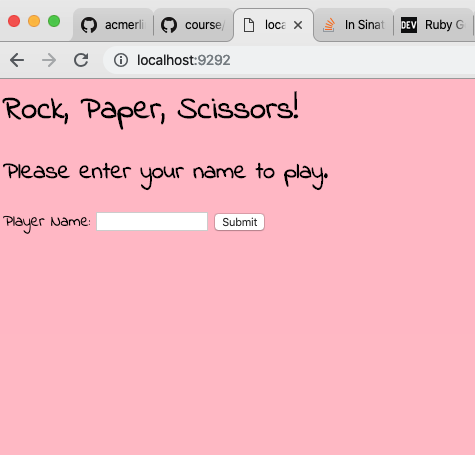 acmerli
course/
loca
In Sinat
DEV
Ruby G
localhost:9292
Rock, Paper, Scissors!
Please enter your name to play.
Player Name:
Submit